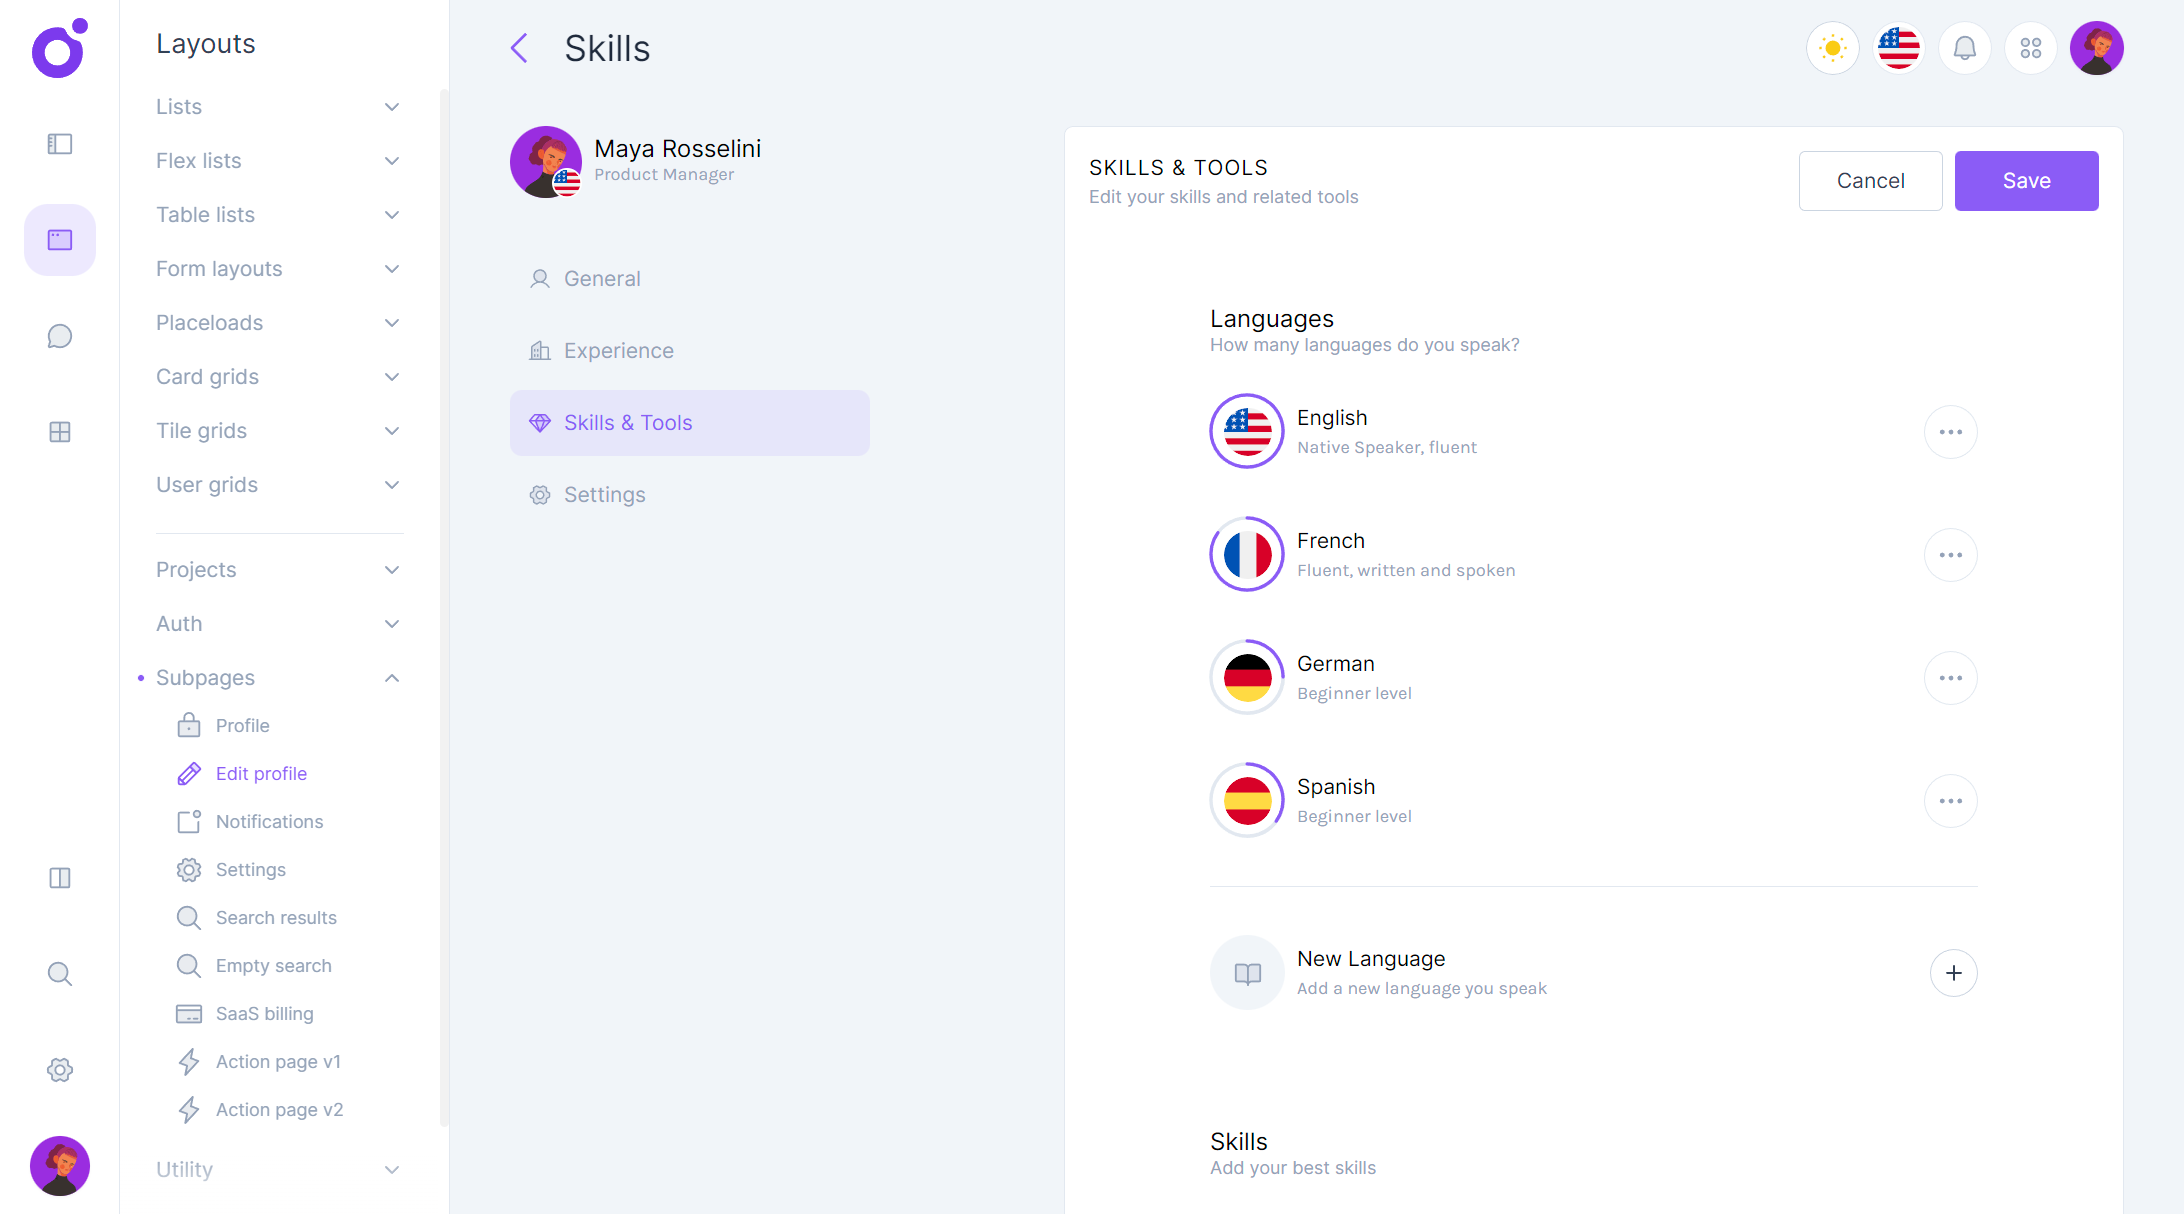 Layouts
Lists
Flex lists
Table lists
Form layouts
Placeloads
Card grids
Tile grids
User grids
Projects
Auth
Subpages
Profile
Edit profile
Notifications
Settings
Search results
Empty search
SaaS billing
Action page v1
Action page v2
Utility
Skills
Maya Rosselini
Product Manager
General
Experience
Skills & Tools
Settings
SKILLS & TOOLS
Edit your skills and related tools
Cancel
Save
Languages
How many languages do you speak?
English
Native Speaker, fluent
French
Fluent, written and spoken
German
Beginner level
Spanish
Beginner level
New Language
Add a new language you speak
Skills
Add your best skills